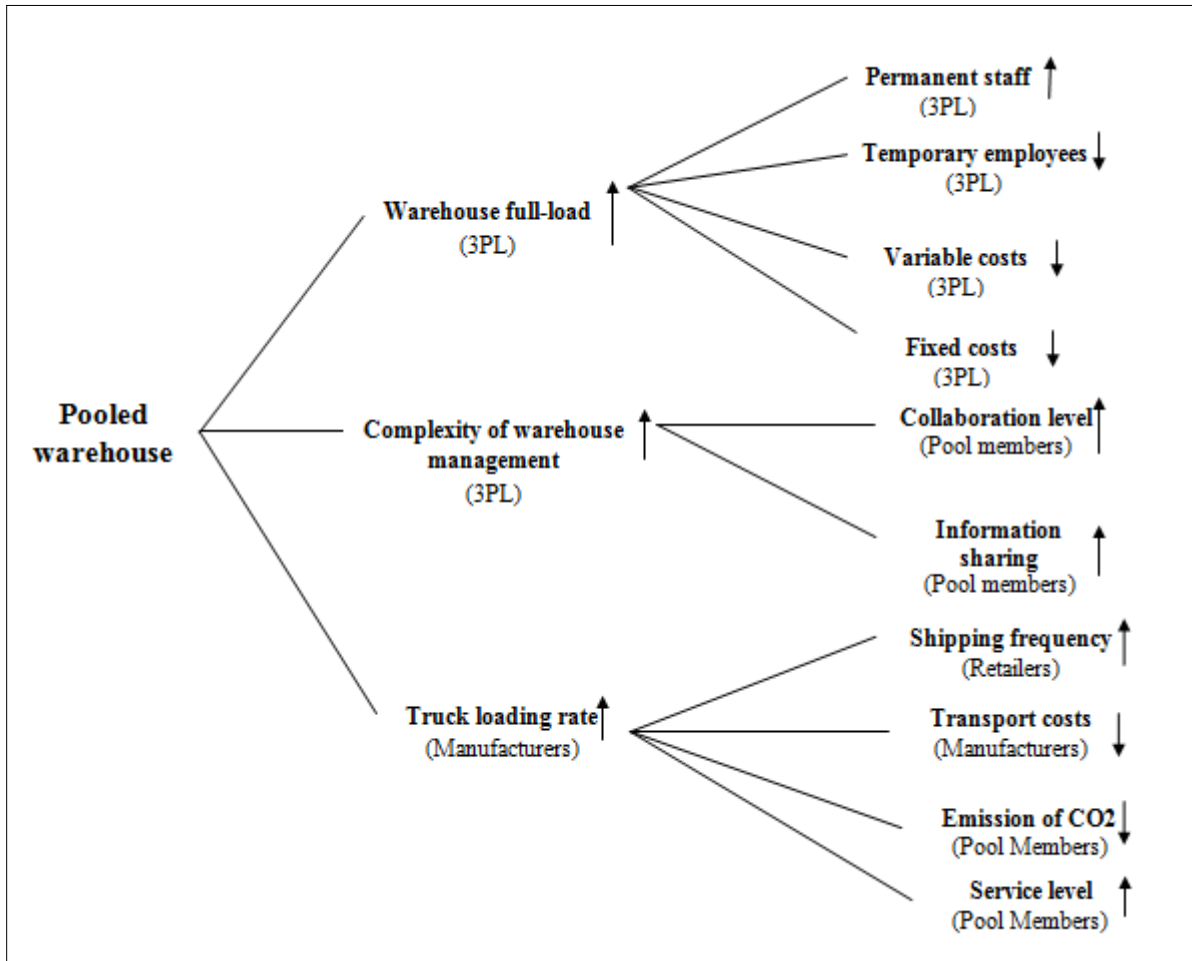 Permanent staff
(3PL)
Temporary employees
(3PL)
Warehouse full-load
(3PL)
Variable costs
(3PL)
Fixed costs
(3PL)
Pooled
warehouse
Complexity of warehouse
management
(3PL)
Collaboration level
(Pool members)
Information
sharing
(Pool members)
Shipping frequency
(Retailers)
Truck loading rate
(Manufacturers)
Transport costs
(Manufacturers)
Emission of CO2
(Pool Members)
Service level
(Pool Members)